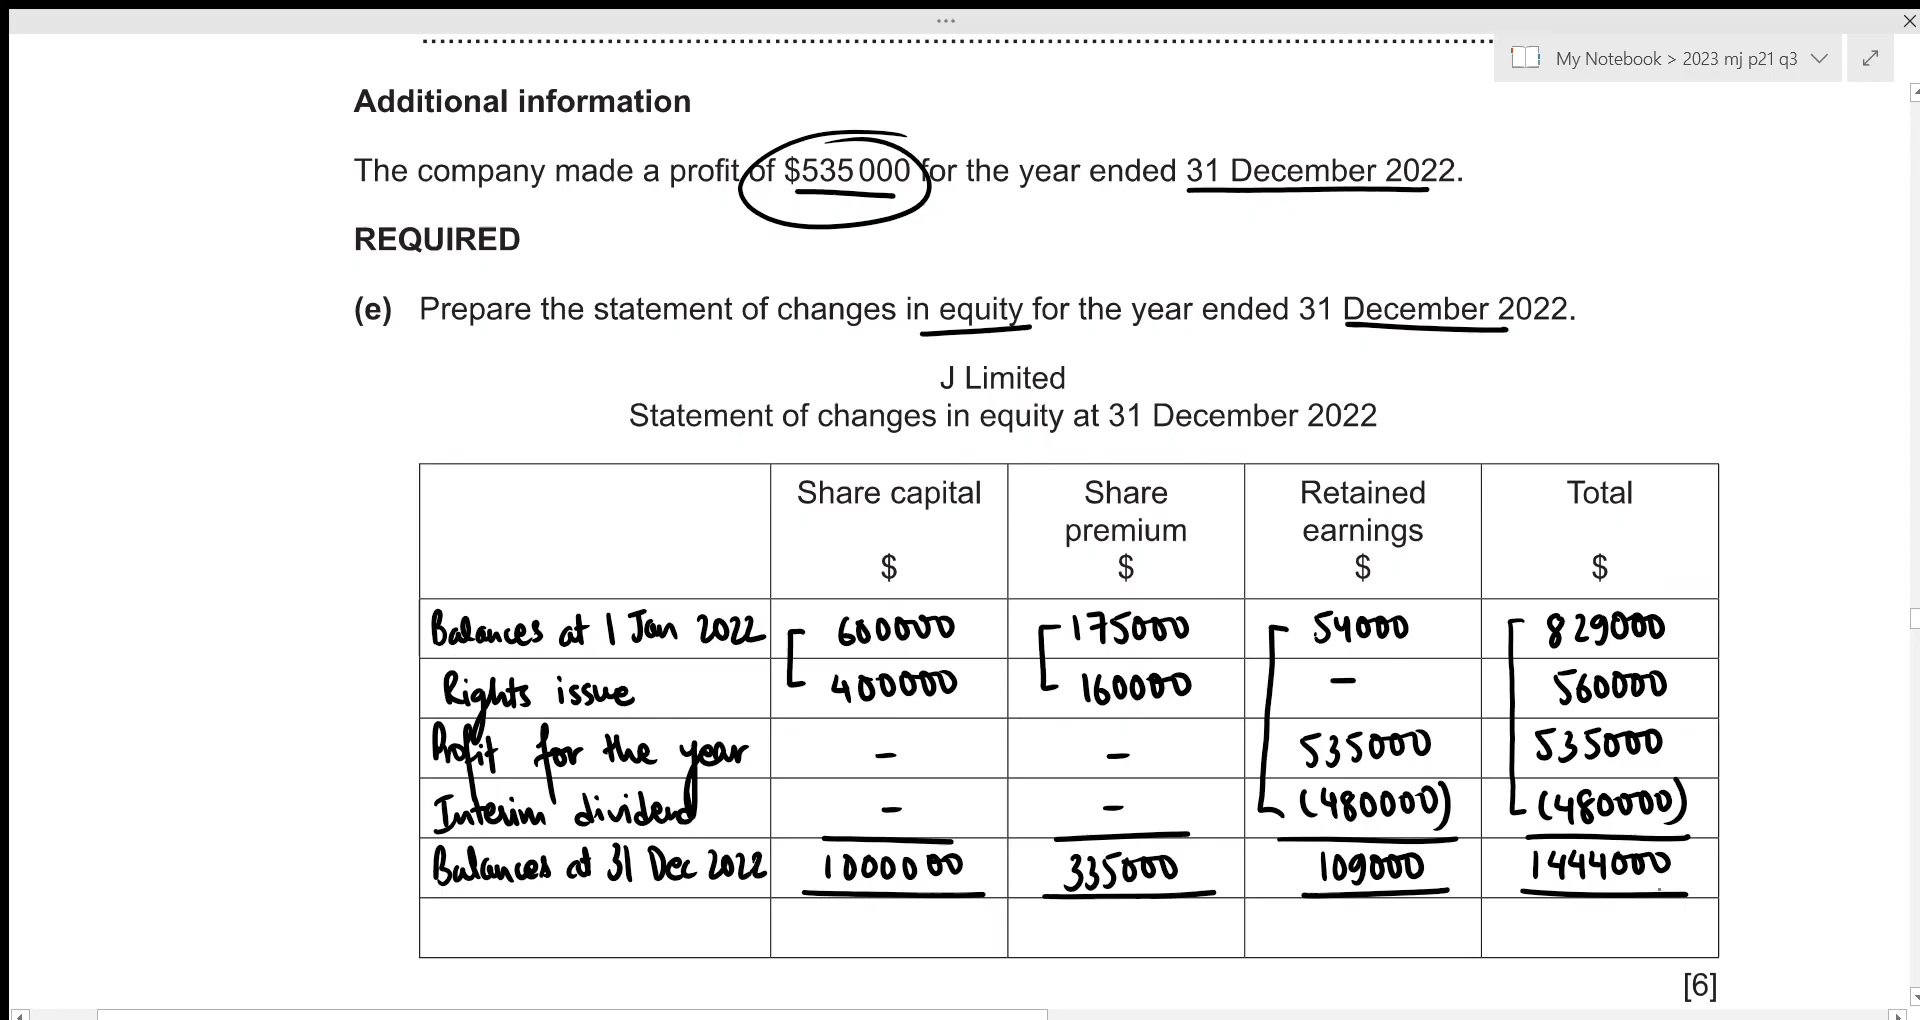 My Notebook > 2023 mj p21 q3
Additional information
The company made a profit of $535 000 for the year ended 31 December 2022.
REQUIRED
(e) Prepare the statement of changes in equity for the year ended 31 December 2022.
J Limited
Statement of changes in equity at 31 December 2022
Share capital Share Retained Total
premium earnings
$ $ $ $
Balances at 1 Jan 2022 600000 175000 54000 829000
Rights issue 400000 160000 – 560000
Profit for the year – – 535000 535000
Interim dividend – – (480000) (480000)
Balances at 31 Dec 2022 1000000 335000 109000 1444000
[6]